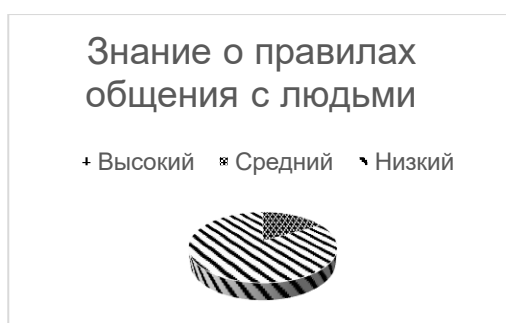 Знание о правилах
общения с людьми
Высокий Средний Низкий